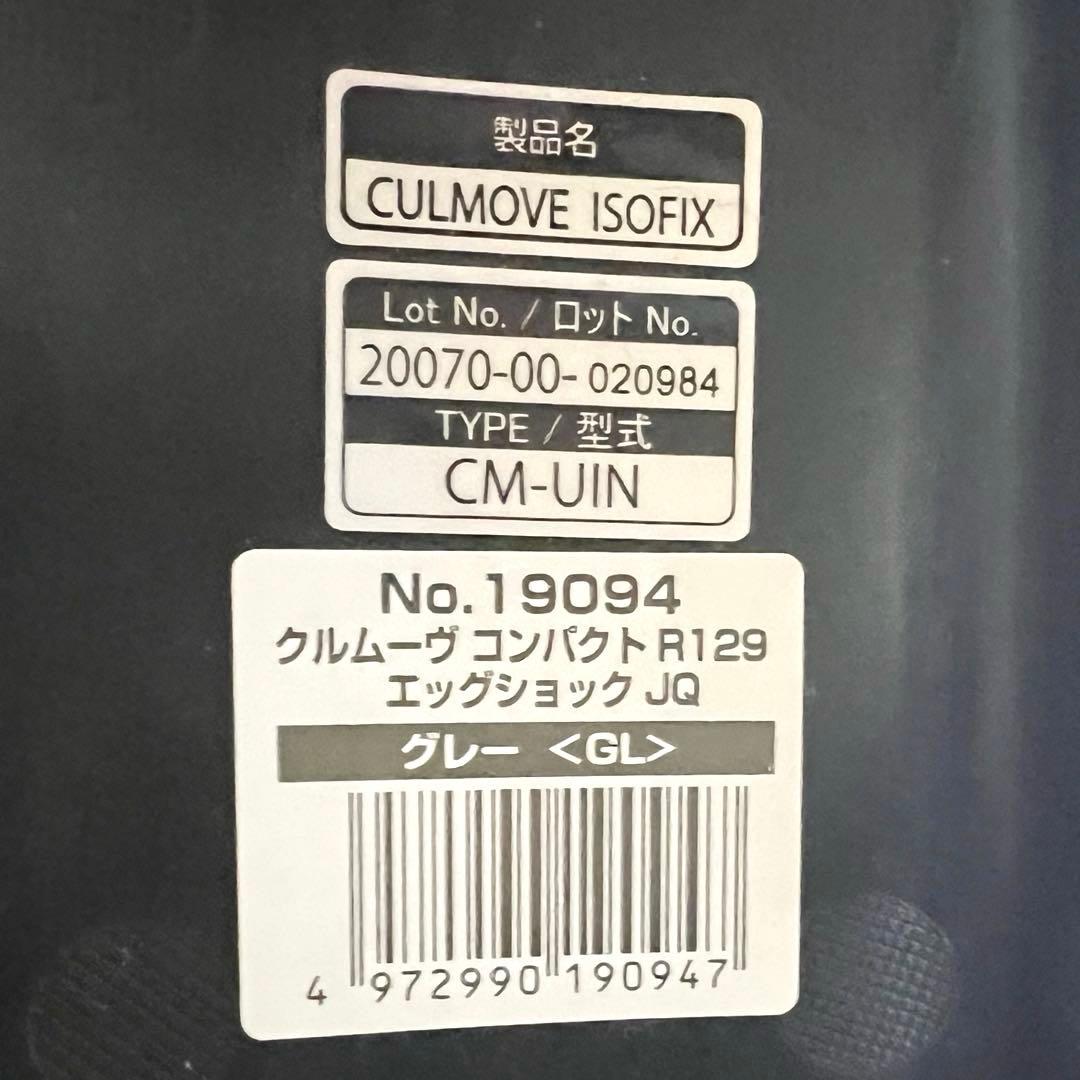 製品名
CULMOVE ISOFIX
Lot No. / ロット No.
20070-00-020984
TYPE / 型式
CM-UIN
No.19094
クルムーヴ コンパクト R129
エッグショック JQ
グレー <GL>
4 972990 190947